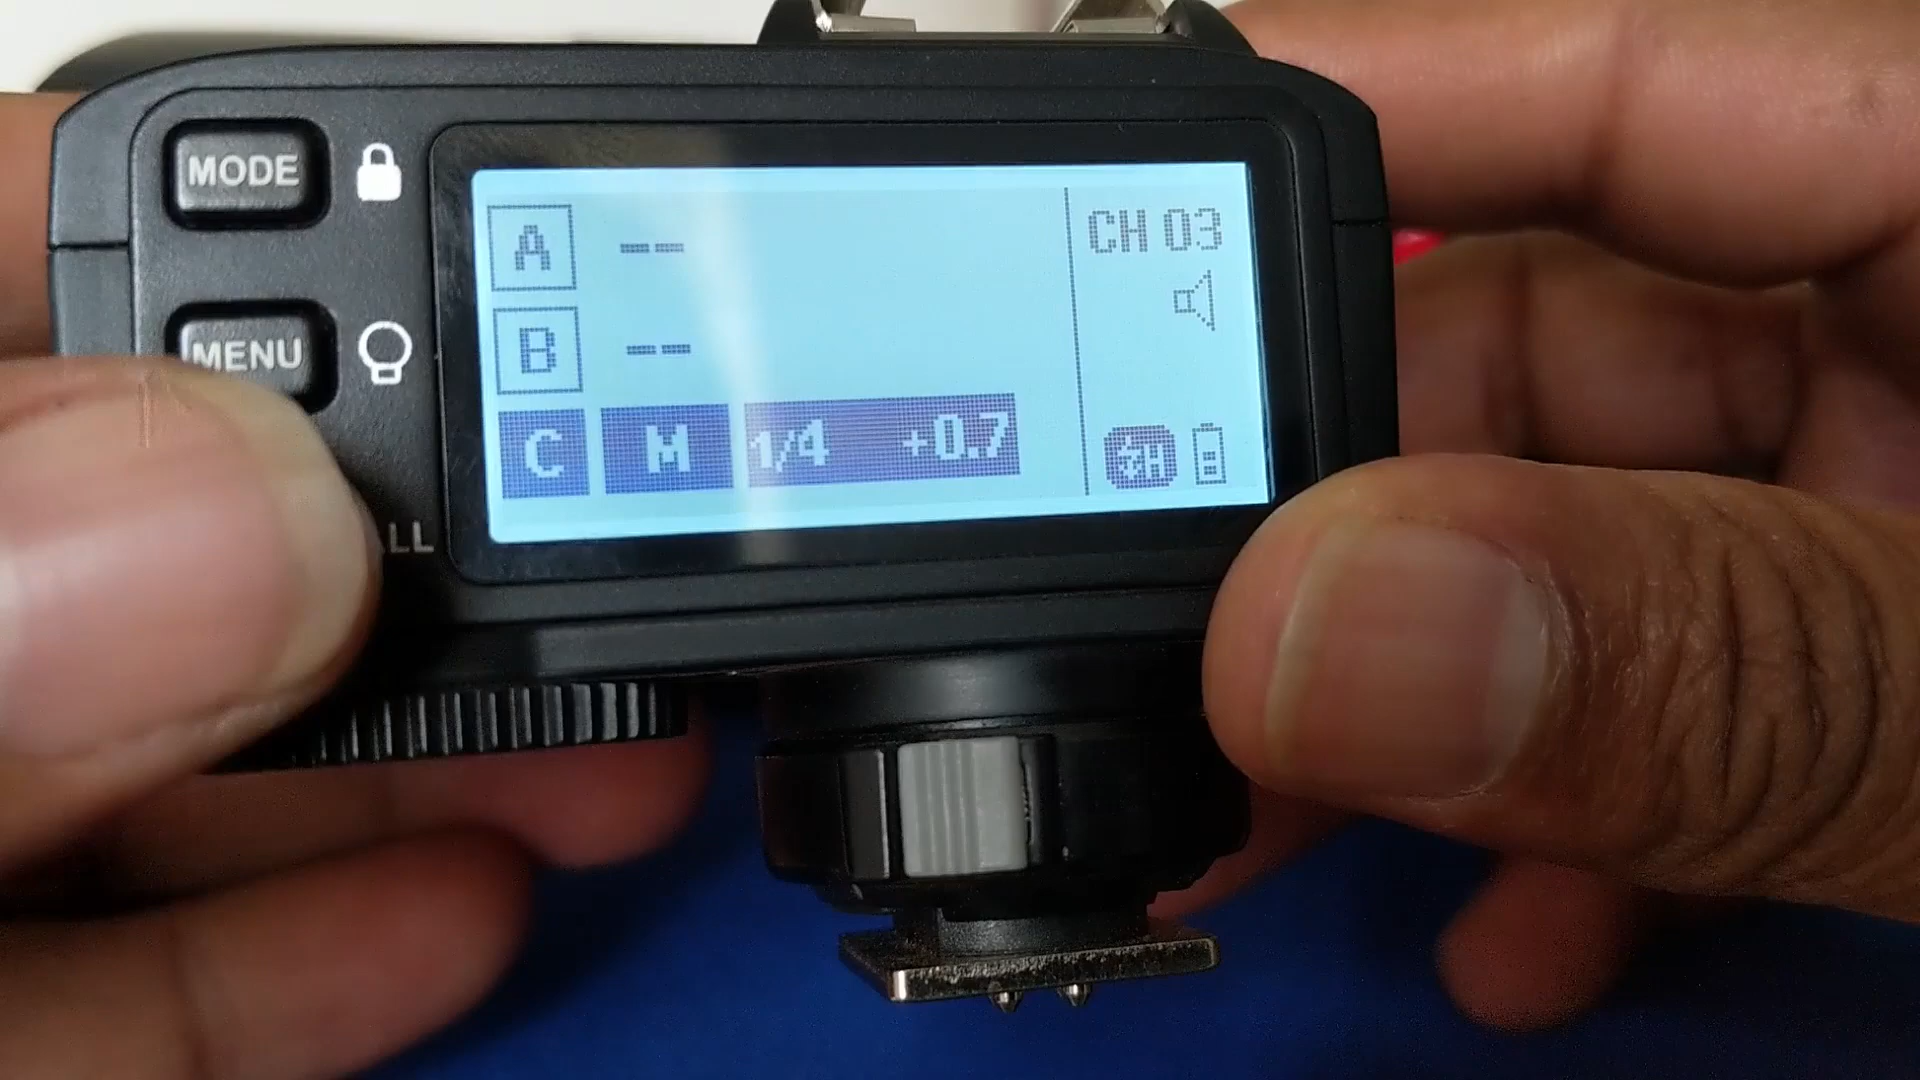 MODE
MENU
LL
A --
B --
C M 1/4 +0.7
CH 03
H